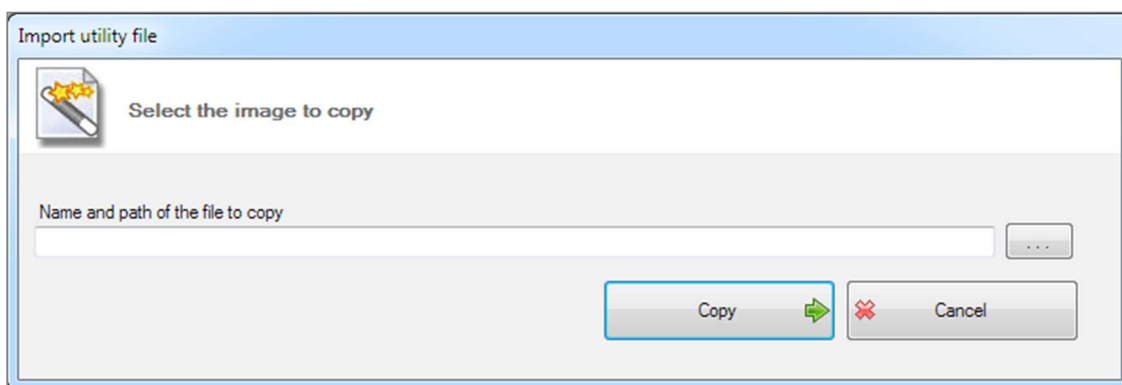 Import utility file
Select the image to copy
Name and path of the file to copy
...
Copy
Cancel